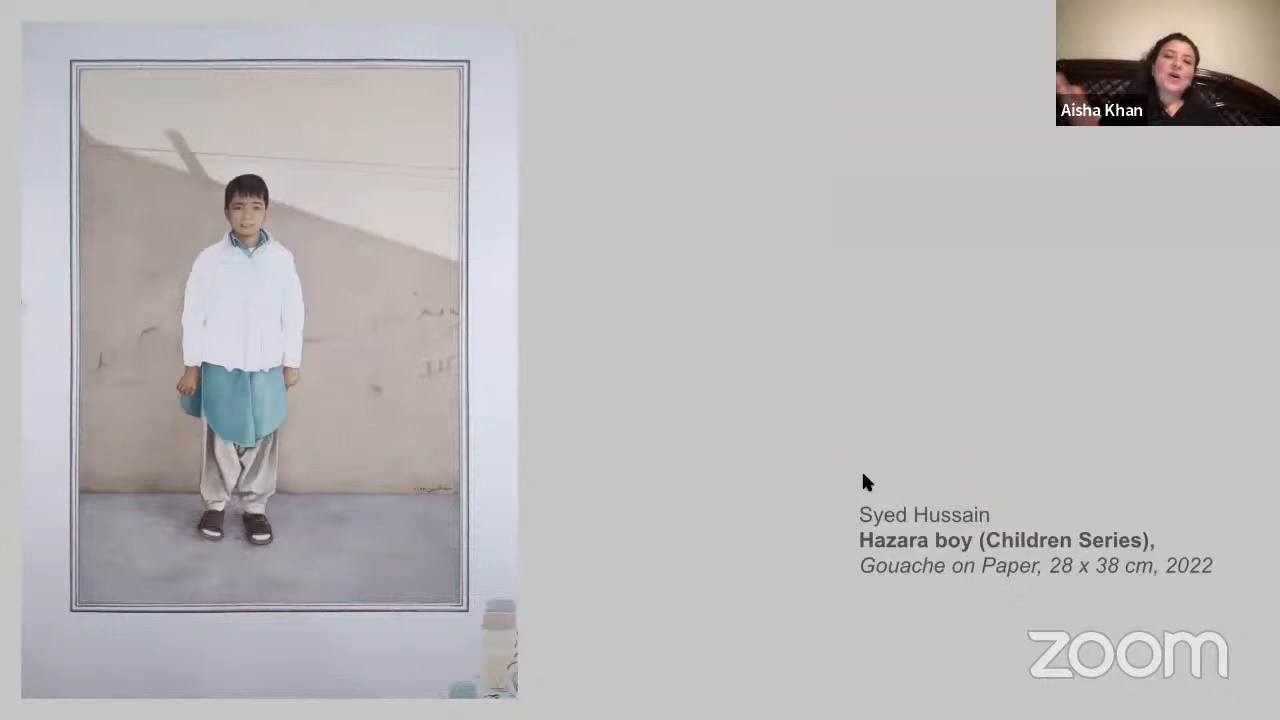 Aisha Khan
Syed Hussain
Hazara boy (Children Series),
Gouache on Paper, 28 x 38 cm, 2022
zoom